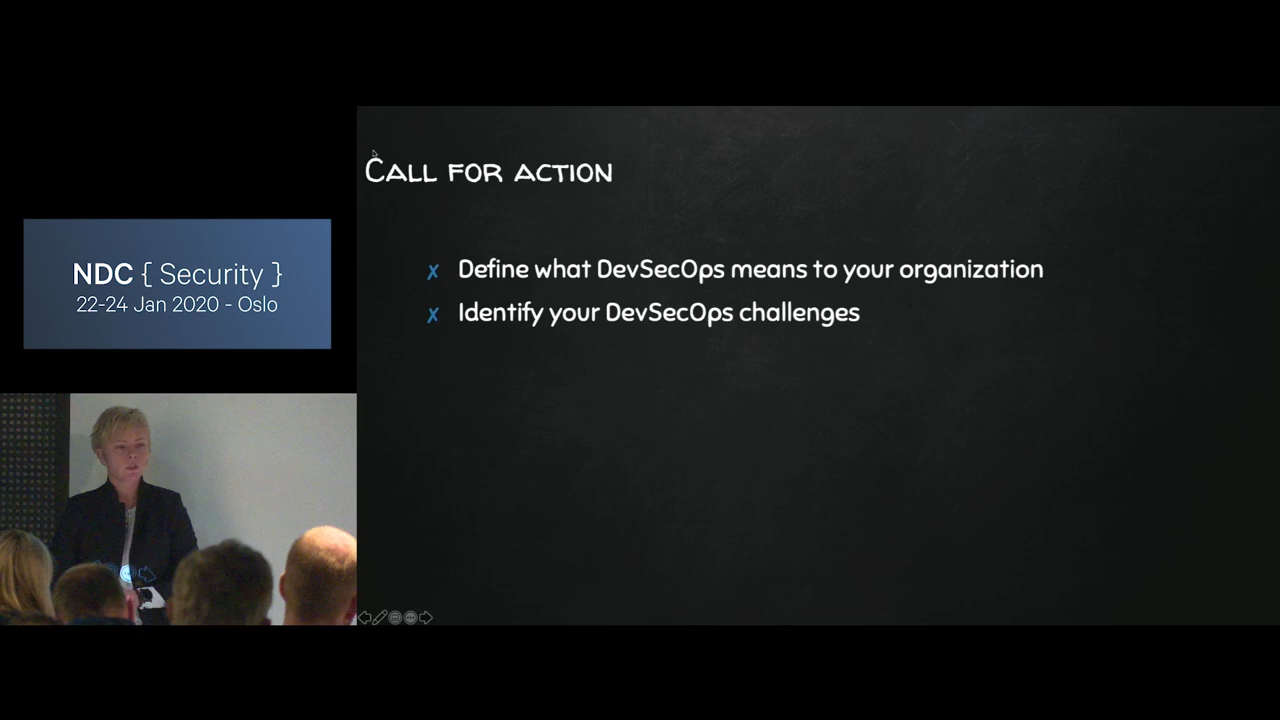 NDC { Security }
22-24 Jan 2020 - Oslo
CALL FOR ACTION
✗ Define what DevSecOps means to your organization
✗ Identify your DevSecOps challenges